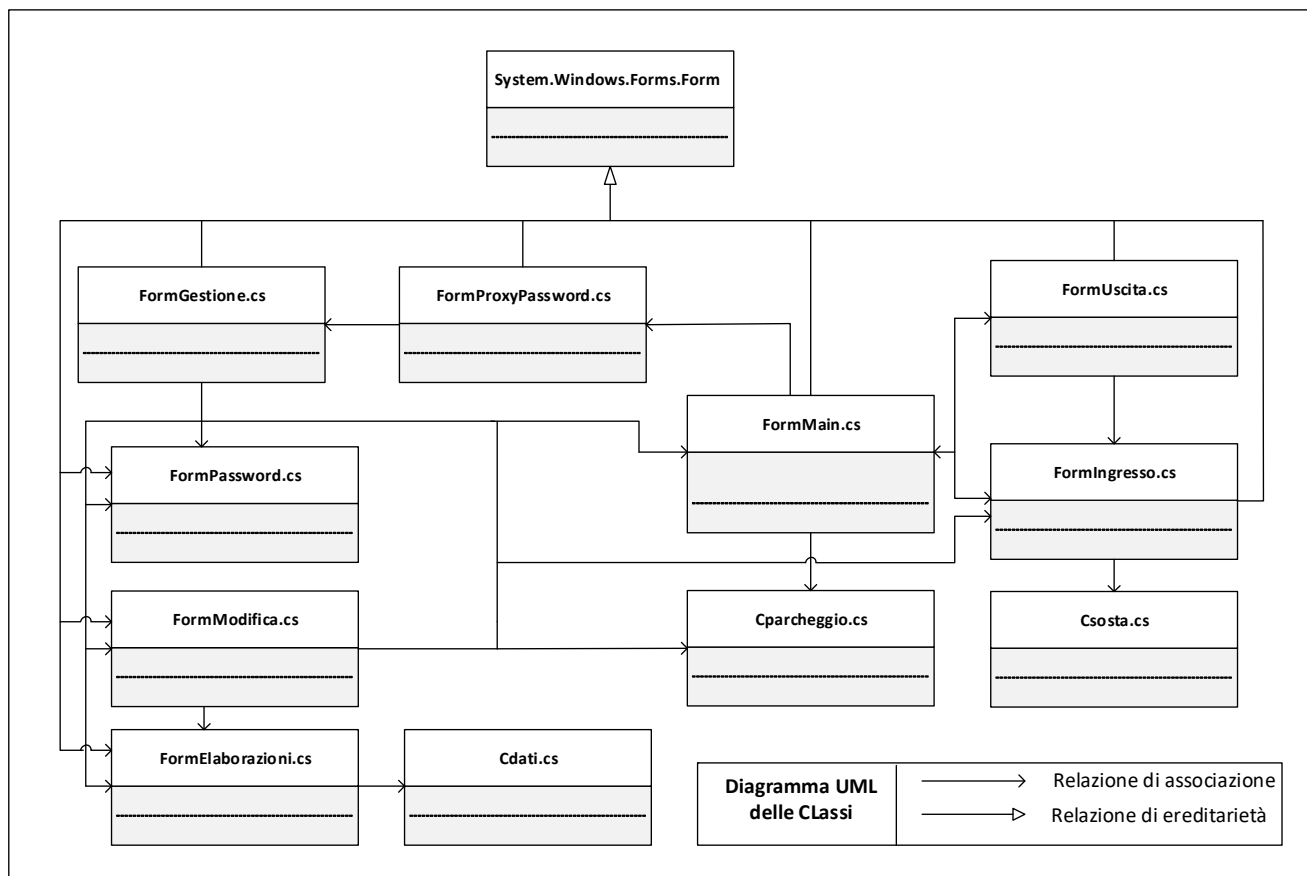 System.Windows.Forms.Form
FormGestione.cs
FormProxyPassword.cs
FormUscita.cs
FormMain.cs
FormPassword.cs
FormIngresso.cs
FormModifica.cs
Cparcheggio.cs
Csosta.cs
FormElaborazioni.cs
Cdati.cs
Diagramma UML
delle CLassi
Relazione di associazione
Relazione di ereditarietà